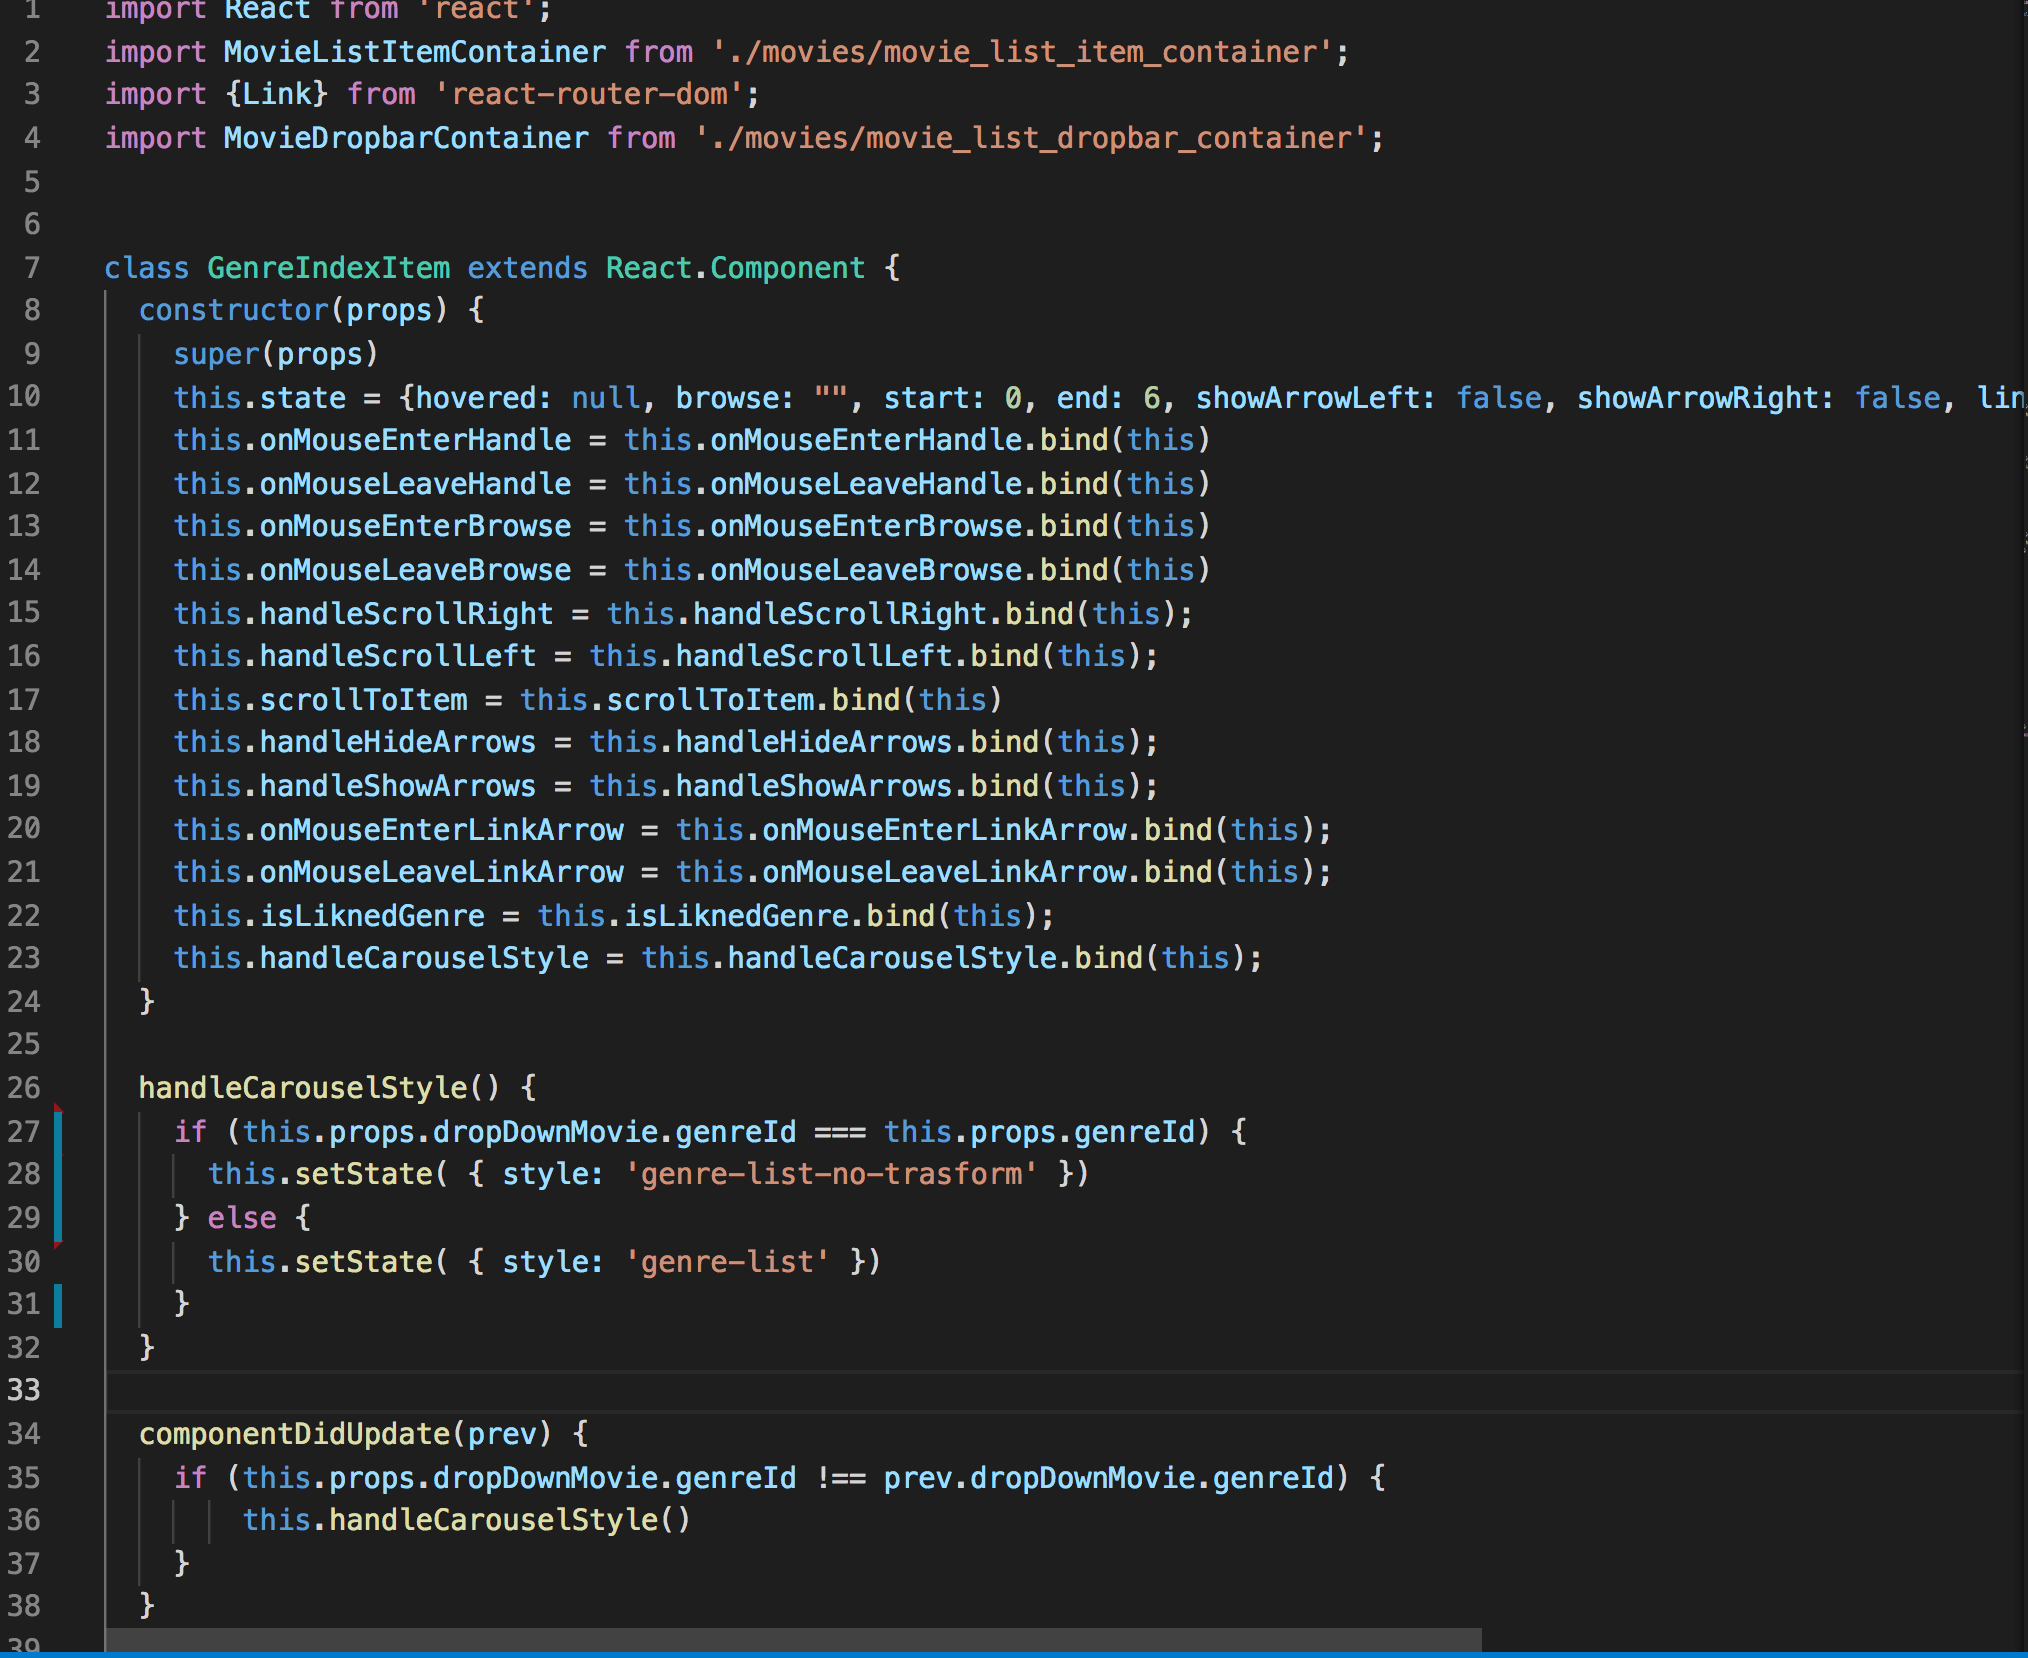 1 import React from 'react';
2 import MovieListItemContainer from './movies/movie_list_item_container';
3 import {Link} from 'react-router-dom';
4 import MovieDropbarContainer from './movies/movie_list_dropbar_container';
5
6
7 class GenreIndexItem extends React.Component {
8 constructor(props) {
9 super(props)
10 this.state = {hovered: null, browse: "", start: 0, end: 6, showArrowLeft: false, showArrowRight: false, lin
11 this.onMouseEnterHandle = this.onMouseEnterHandle.bind(this)
12 this.onMouseLeaveHandle = this.onMouseLeaveHandle.bind(this)
13 this.onMouseEnterBrowse = this.onMouseEnterBrowse.bind(this)
14 this.onMouseLeaveBrowse = this.onMouseLeaveBrowse.bind(this)
15 this.handleScrollRight = this.handleScrollRight.bind(this);
16 this.handleScrollLeft = this.handleScrollLeft.bind(this);
17 this.scrollToItem = this.scrollToItem.bind(this)
18 this.handleHideArrows = this.handleHideArrows.bind(this);
19 this.handleShowArrows = this.handleShowArrows.bind(this);
20 this.onMouseEnterLinkArrow = this.onMouseEnterLinkArrow.bind(this);
21 this.onMouseLeaveLinkArrow = this.onMouseLeaveLinkArrow.bind(this);
22 this.isLiknedGenre = this.isLiknedGenre.bind(this);
23 this.handleCarouselStyle = this.handleCarouselStyle.bind(this);
24 }
25
26 handleCarouselStyle() {
27 if (this.props.dropDownMovie.genreId === this.props.genreId) {
28 this.setState( { style: 'genre-list-no-trasform' })
29 } else {
30 this.setState( { style: 'genre-list' })
31 }
32 }
33
34 componentDidUpdate(prev) {
35 if (this.props.dropDownMovie.genreId !== prev.dropDownMovie.genreId) {
36 this.handleCarouselStyle()
37 }
38 }
39